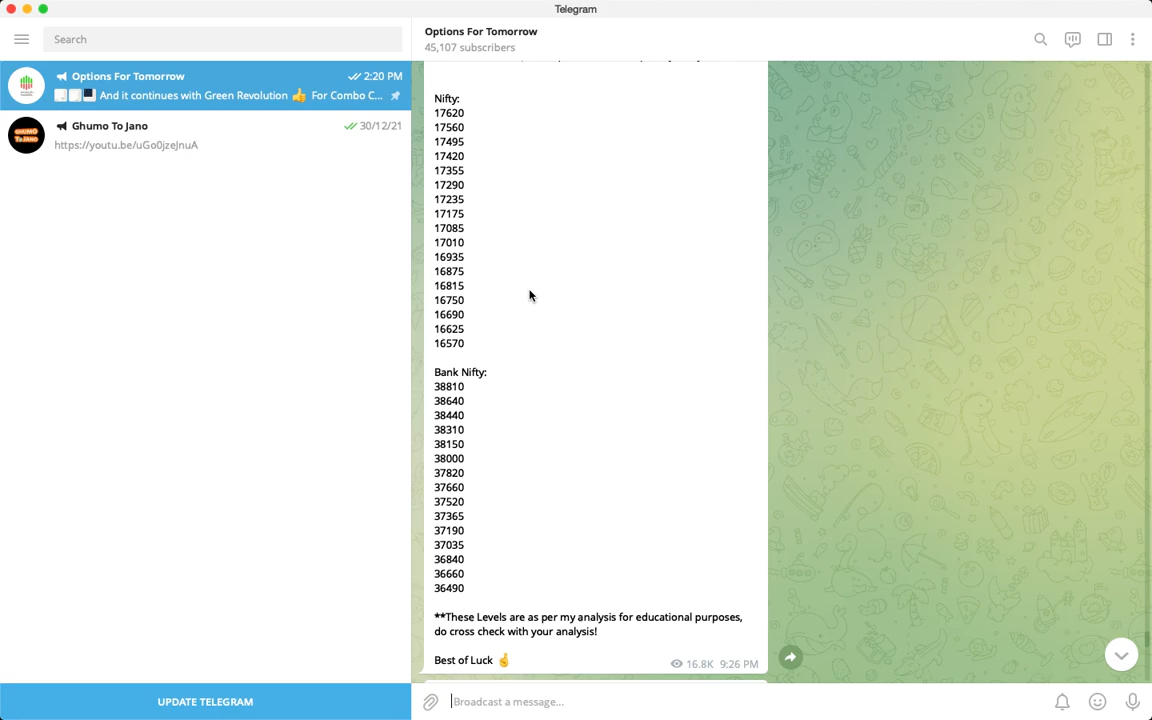 Telegram
Search
Options For Tomorrow
2:20 PM
And it continues with Green Revolution 👍 For Combo C...
Ghumo To Jano
30/12/21
https://youtu.be/uGo0jzeJnuA
UPDATE TELEGRAM
Options For Tomorrow
45,107 subscribers
Nifty:
17620
17560
17495
17420
17355
17290
17235
17175
17085
17010
16935
16875
16815
16750
16690
16625
16570
Bank Nifty:
38810
38640
38440
38310
38150
38000
37820
37660
37520
37365
37190
37035
36840
36660
36490
**These Levels are as per my analysis for educational purposes,
do cross check with your analysis!
Best of Luck 🤞
16.8K 9:26 PM
Broadcast a message...